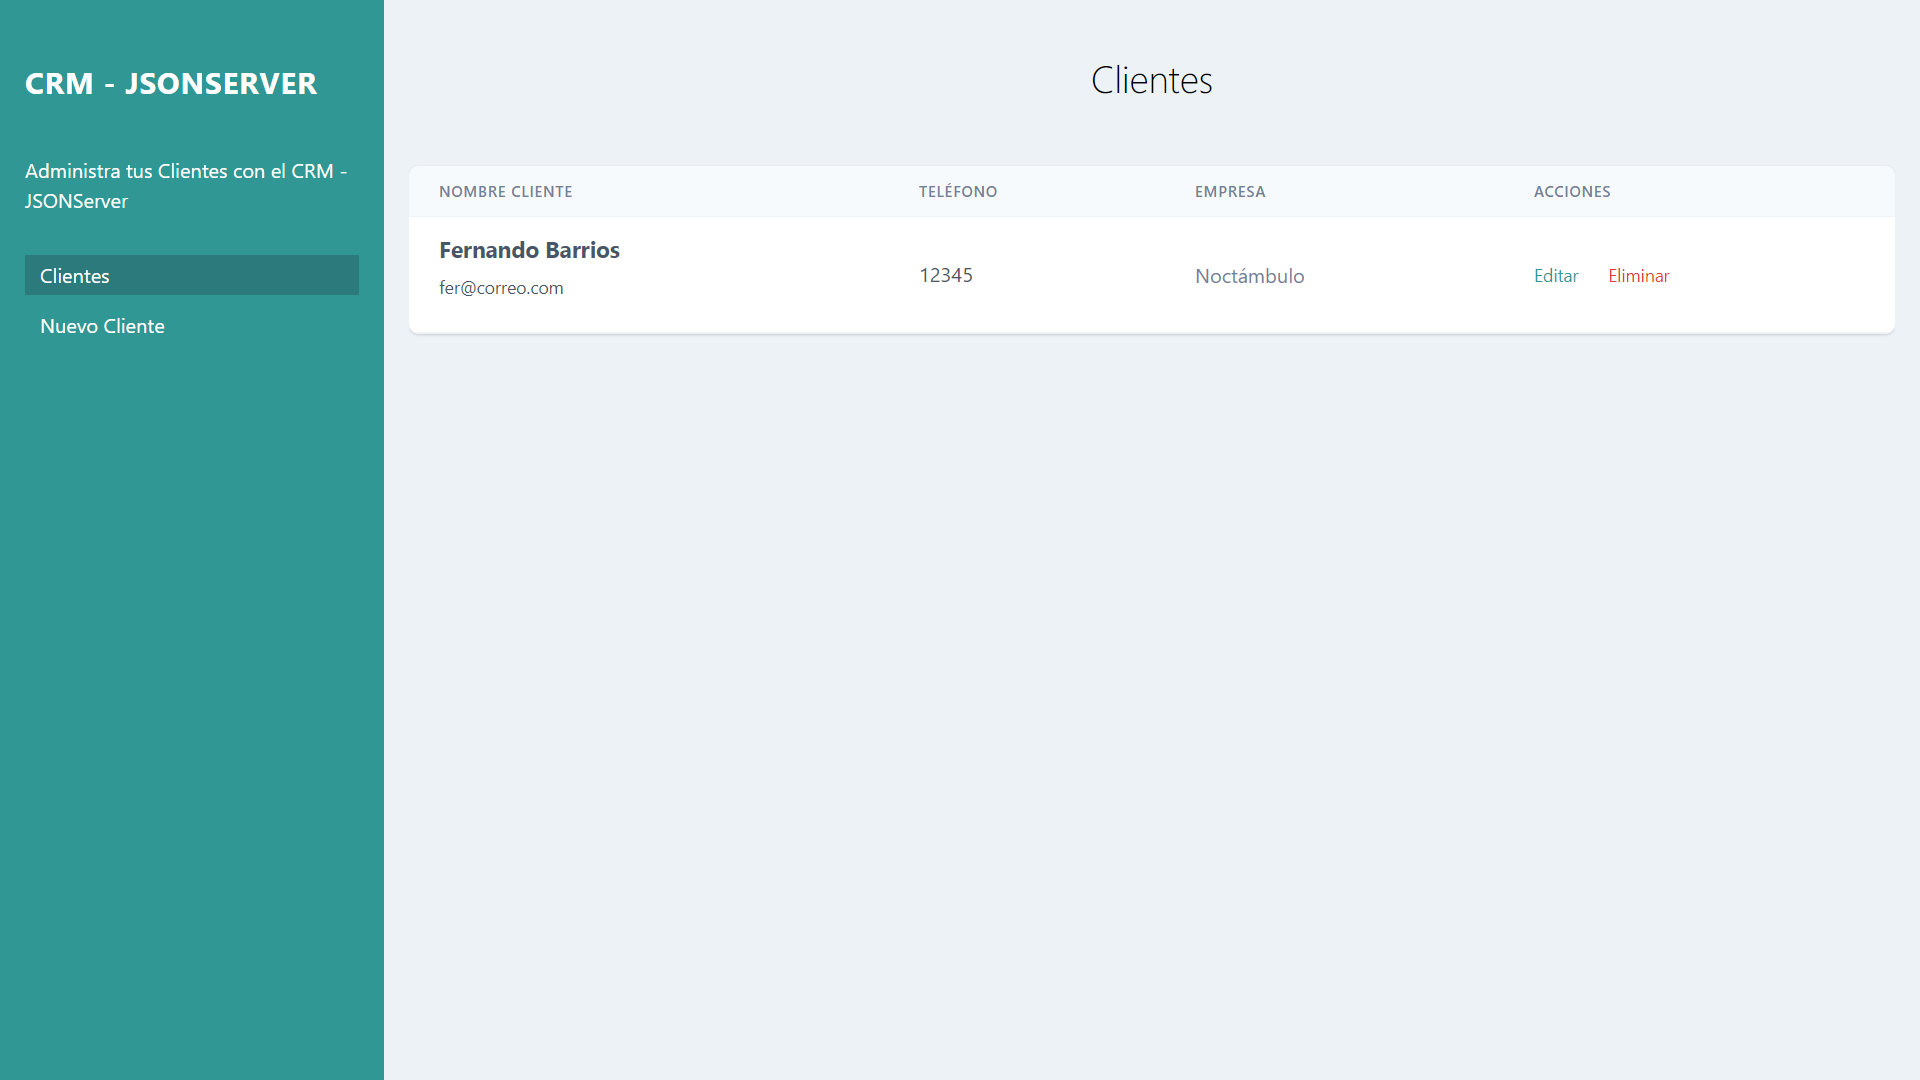 CRM - JSONSERVER
Administra tus Clientes con el CRM -
JSONServer
Clientes
Nuevo Cliente
Clientes
NOMBRE CLIENTE TELÉFONO EMPRESA ACCIONES
Fernando Barrios
fer@correo.com
12345 Noctámbulo Editar Eliminar